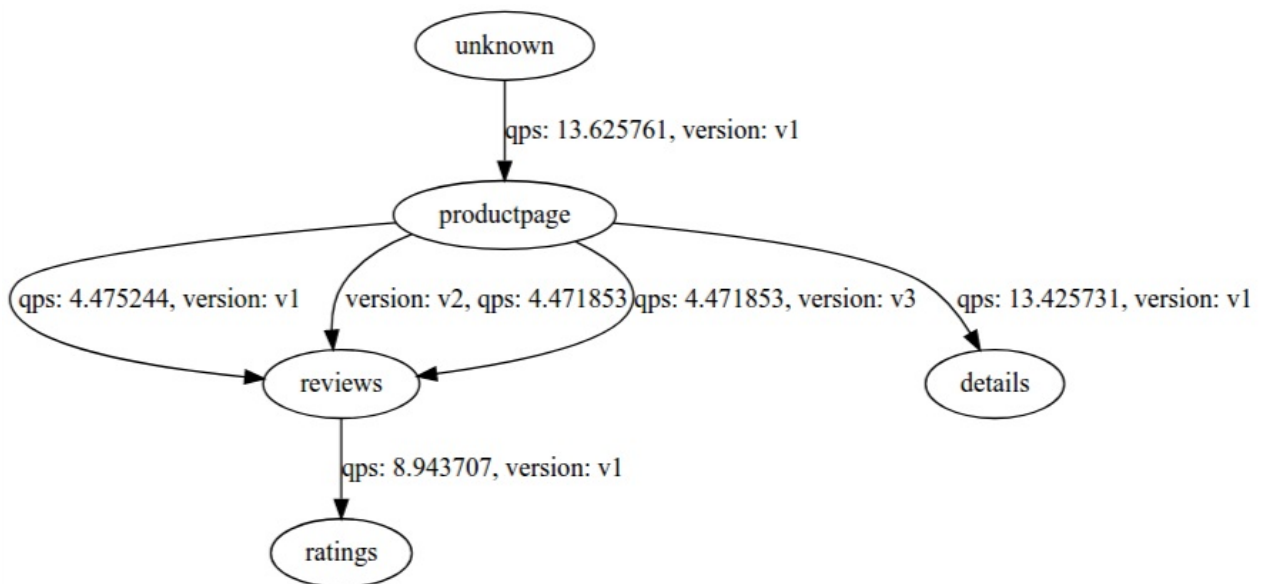 unknown
qps: 13.625761, version: v1
productpage
qps: 4.475244, version: v1
version: v2, qps: 4.471853
qps: 4.471853, version: v3
qps: 13.425731, version: v1
reviews
details
qps: 8.943707, version: v1
ratings